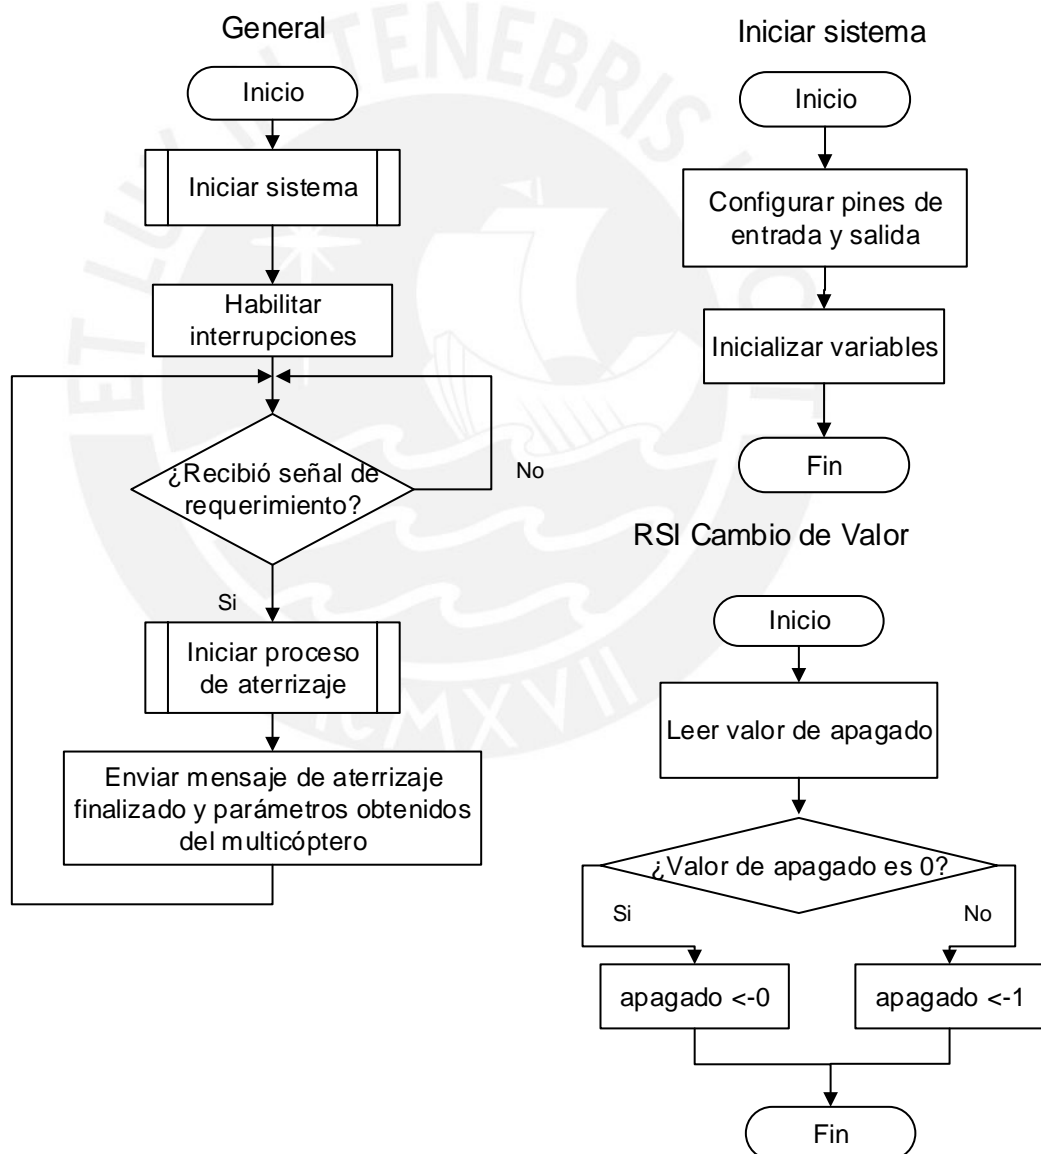 General
Inicio
Iniciar sistema
Habilitar
interrupciones
¿Recibió señal de
requerimiento?
No
Si
Iniciar proceso
de aterrizaje
Enviar mensaje de aterrizaje
finalizado y parámetros obtenidos
del multicóptero
Iniciar sistema
Inicio
Configurar pines de
entrada y salida
Inicializar variables
Fin
RSI Cambio de Valor
Inicio
Leer valor de apagado
¿Valor de apagado es 0?
Si
No
apagado <-0
apagado <-1
Fin